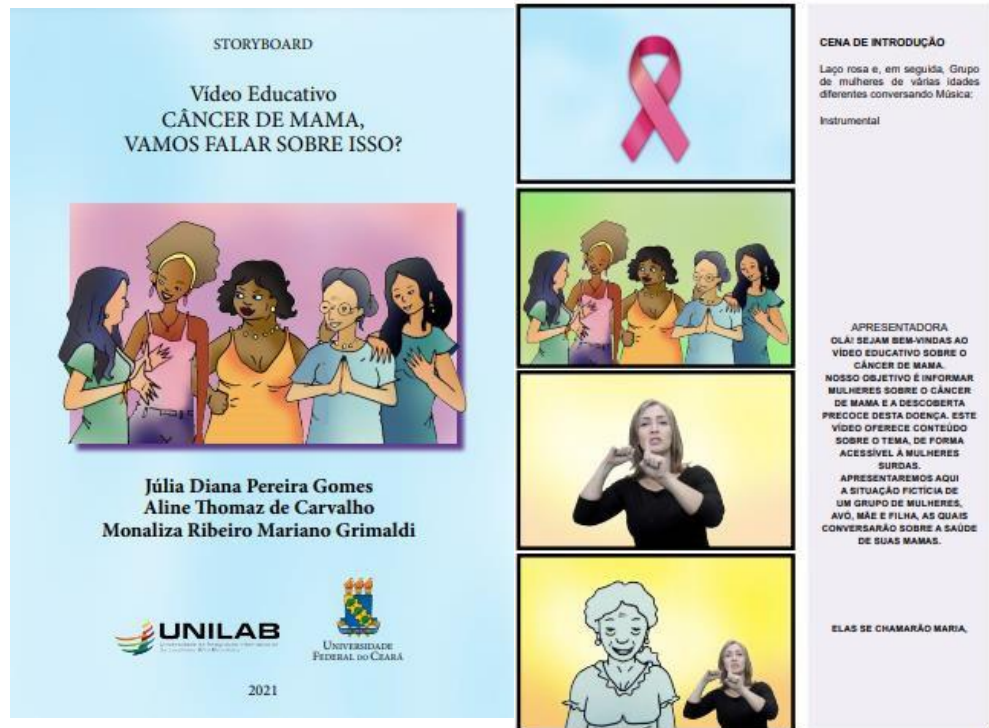 STORYBOARD
Vídeo Educativo
CÂNCER DE MAMA,
VAMOS FALAR SOBRE ISSO?
Júlia Diana Pereira Gomes
Aline Thomaz de Carvalho
Monaliza Ribeiro Mariano Grimaldi
UNILAB
UNIVERSIDADE
FEDERAL DO CEARÁ
2021
CENA DE INTRODUÇÃO
Laço rosa e, em seguida, Grupo
de mulheres de várias idades
diferentes conversando Música:
Instrumental
APRESENTADORA
OLÁ! SEJAM BEM-VINDAS AO
VÍDEO EDUCATIVO SOBRE O
CÂNCER DE MAMA.
NOSSO OBJETIVO É INFORMAR
MULHERES SOBRE O CÂNCER
DE MAMA E A DESCOBERTA
PRECOCE DESTA DOENÇA. ESTE
VÍDEO OFERECE CONTEÚDO
SOBRE O TEMA, DE FORMA
ACESSÍVEL À MULHERES
SURDAS.
APRESENTAREMOS AQUI
A SITUAÇÃO FICTÍCIA DE
UM GRUPO DE MULHERES,
AVÓ, MÃE E FILHA, AS QUAIS
CONVERSARÃO SOBRE A SAÚDE
DE SUAS MAMAS.
ELAS SE CHAMARÃO MARIA,